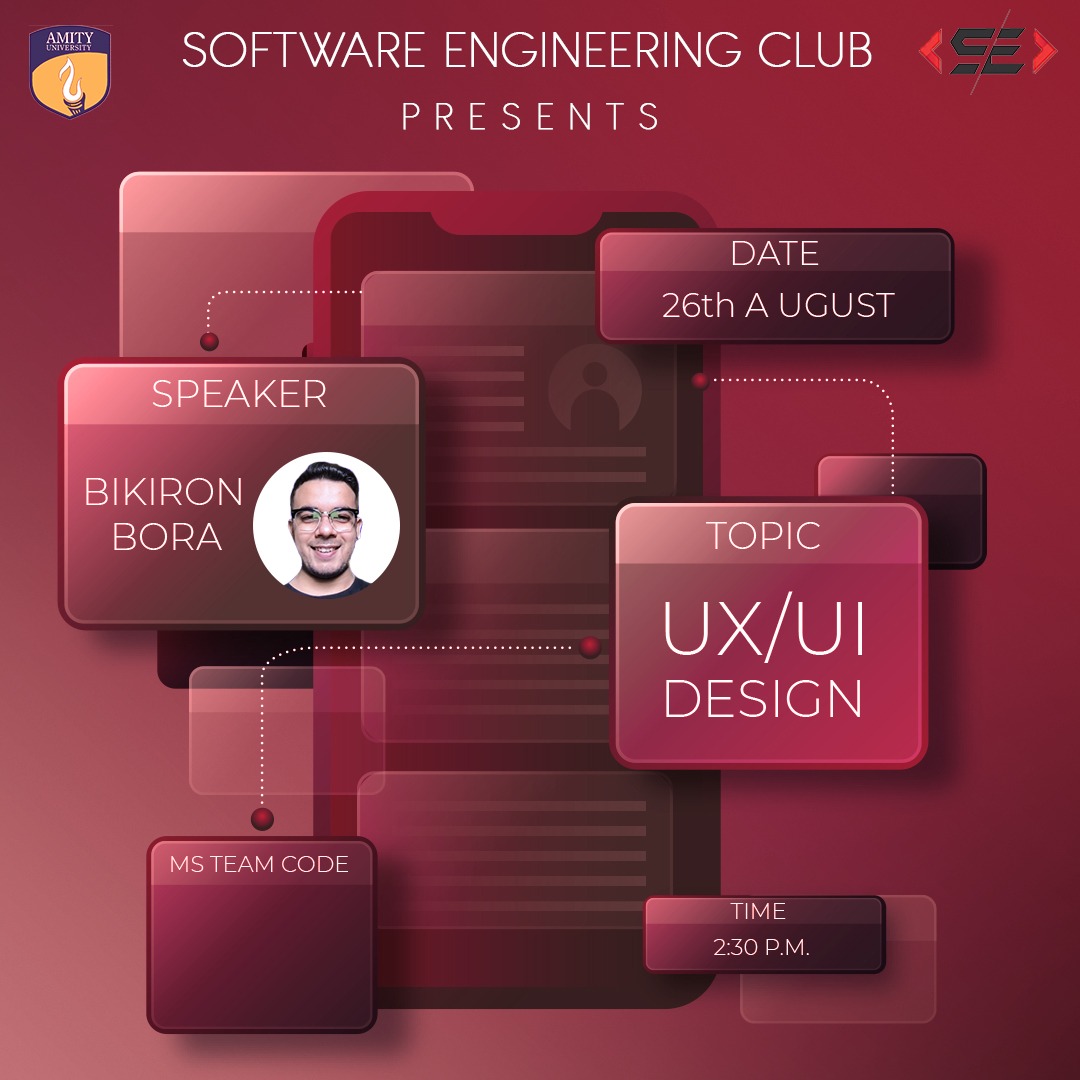 AMITY
UNIVERSITY
SOFTWARE ENGINEERING CLUB
SE
PRESENTS
DATE
26th A UGUST
SPEAKER
BIKIRON
BORA
TOPIC
UX/UI
DESIGN
MS TEAM CODE
TIME
2:30 P.M.